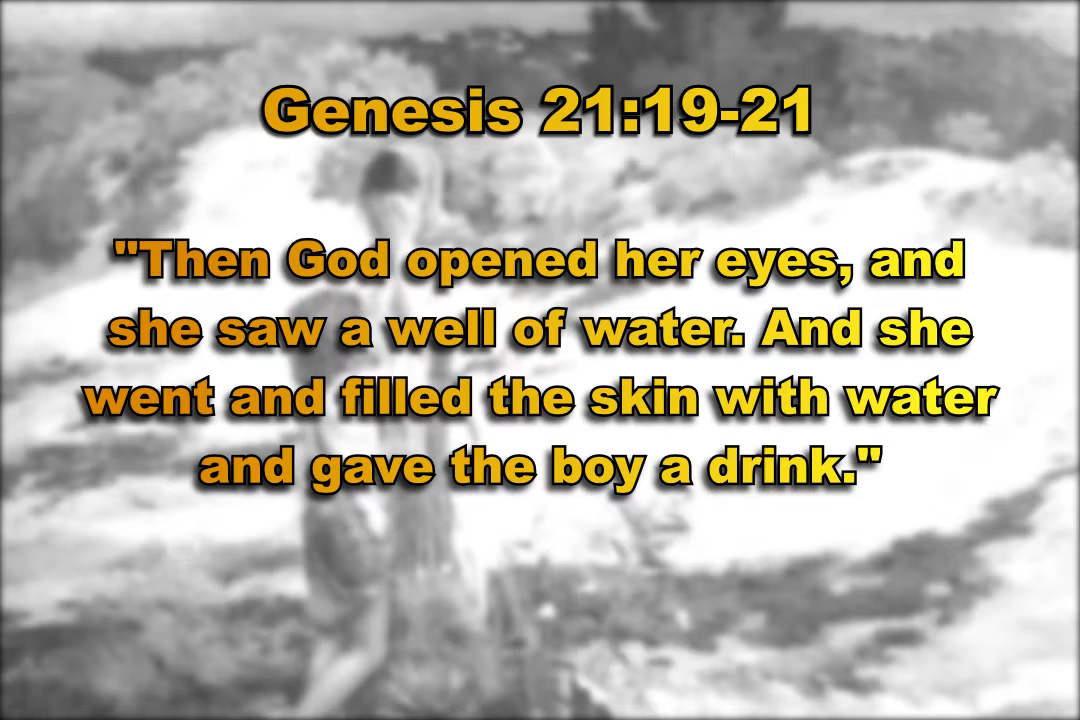 Genesis 21:19-21
"Then God opened her eyes, and
she saw a well of water. And she
went and filled the skin with water
and gave the boy a drink."